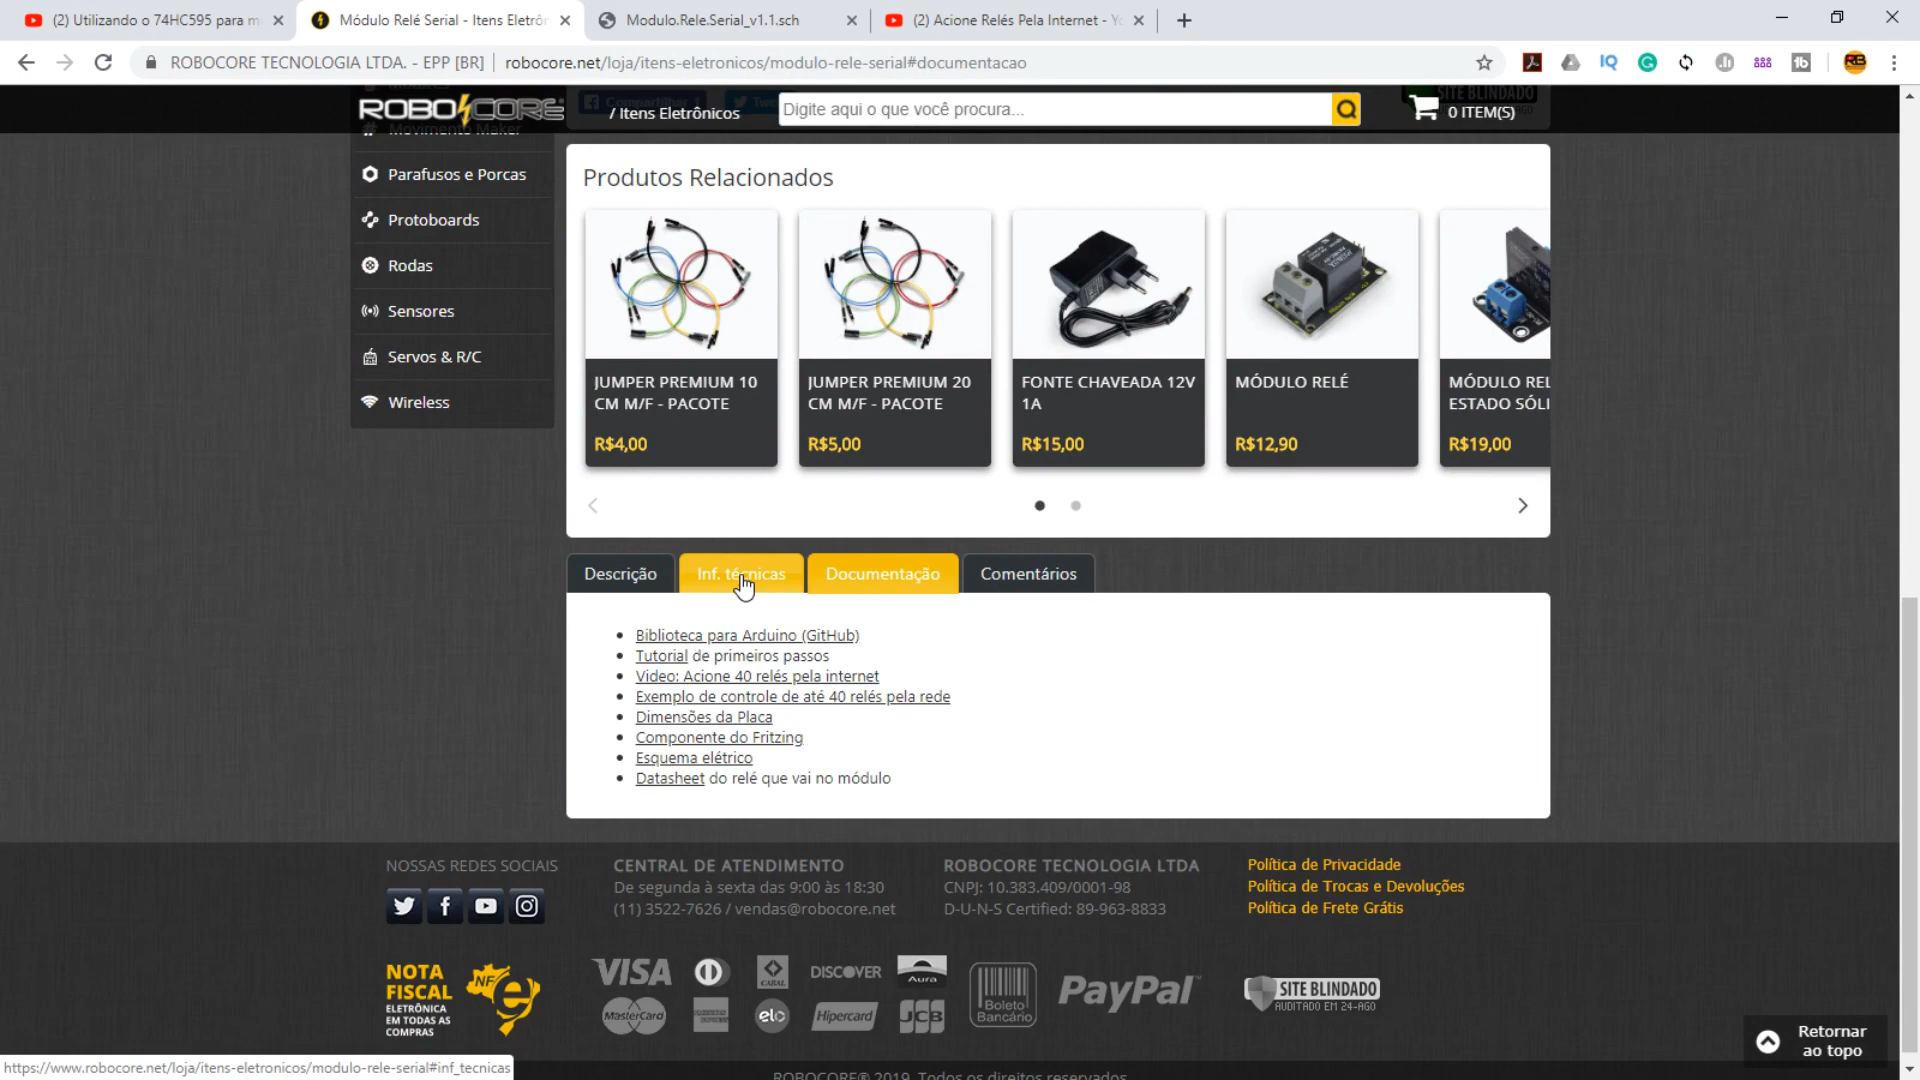 (2) Utilizando o 74HC595 para m
Módulo Relé Serial - Itens Eletrôn
Modulo.Rele.Serial_v1.1.sch
(2) Acione Relés Pela Internet - Yo
ROBOCORE TECNOLOGIA LTDA. - EPP [BR]
robocore.net/loja/itens-eletronicos/modulo-rele-serial#documentacao
ROBOCORE
/ Itens Eletrônicos
Digite aqui o que você procura...
0 ITEM(S)
SITE BLINDADO
Compartilhar 1
Movimento Maker
Parafusos e Porcas
Protoboards
Rodas
Sensores
Servos & R/C
Wireless
Produtos Relacionados
JUMPER PREMIUM 10
CM M/F - PACOTE
R$4,00
JUMPER PREMIUM 20
CM M/F - PACOTE
R$5,00
FONTE CHAVEADA 12V
1A
R$15,00
MÓDULO RELÉ
R$12,90
MÓDULO REL
ESTADO SÓLI
R$19,00
Descrição
Inf. técnicas
Documentação
Comentários
Biblioteca para Arduino (GitHub)
Tutorial de primeiros passos
Video: Acione 40 relés pela internet
Exemplo de controle de até 40 relés pela rede
Dimensões da Placa
Componente do Fritzing
Esquema elétrico
Datasheet do relé que vai no módulo
NOSSAS REDES SOCIAIS
CENTRAL DE ATENDIMENTO
De segunda à sexta das 9:00 às 18:30
(11) 3522-7626 / vendas@robocore.net
ROBOCORE TECNOLOGIA LTDA
CNPJ: 10.383.409/0001-98
D-U-N-S Certified: 89-963-8833
Política de Privacidade
Política de Trocas e Devoluções
Política de Frete Grátis
NOTA
FISCAL
ELETRÔNICA
EM TODAS AS
COMPRAS
NF
e
VISA
CABAL
DISCOVER
Aura
MasterCard
elo
Hipercard
JCB
Boleto
Bancário
PayPal
SITE BLINDADO
AUDITADO EM 24-AGO
Retornar
ao topo
https://www.robocore.net/loja/itens-eletronicos/modulo-rele-serial#inf_tecnicas
ROBOCORE® 2019. Todos os direitos reservados